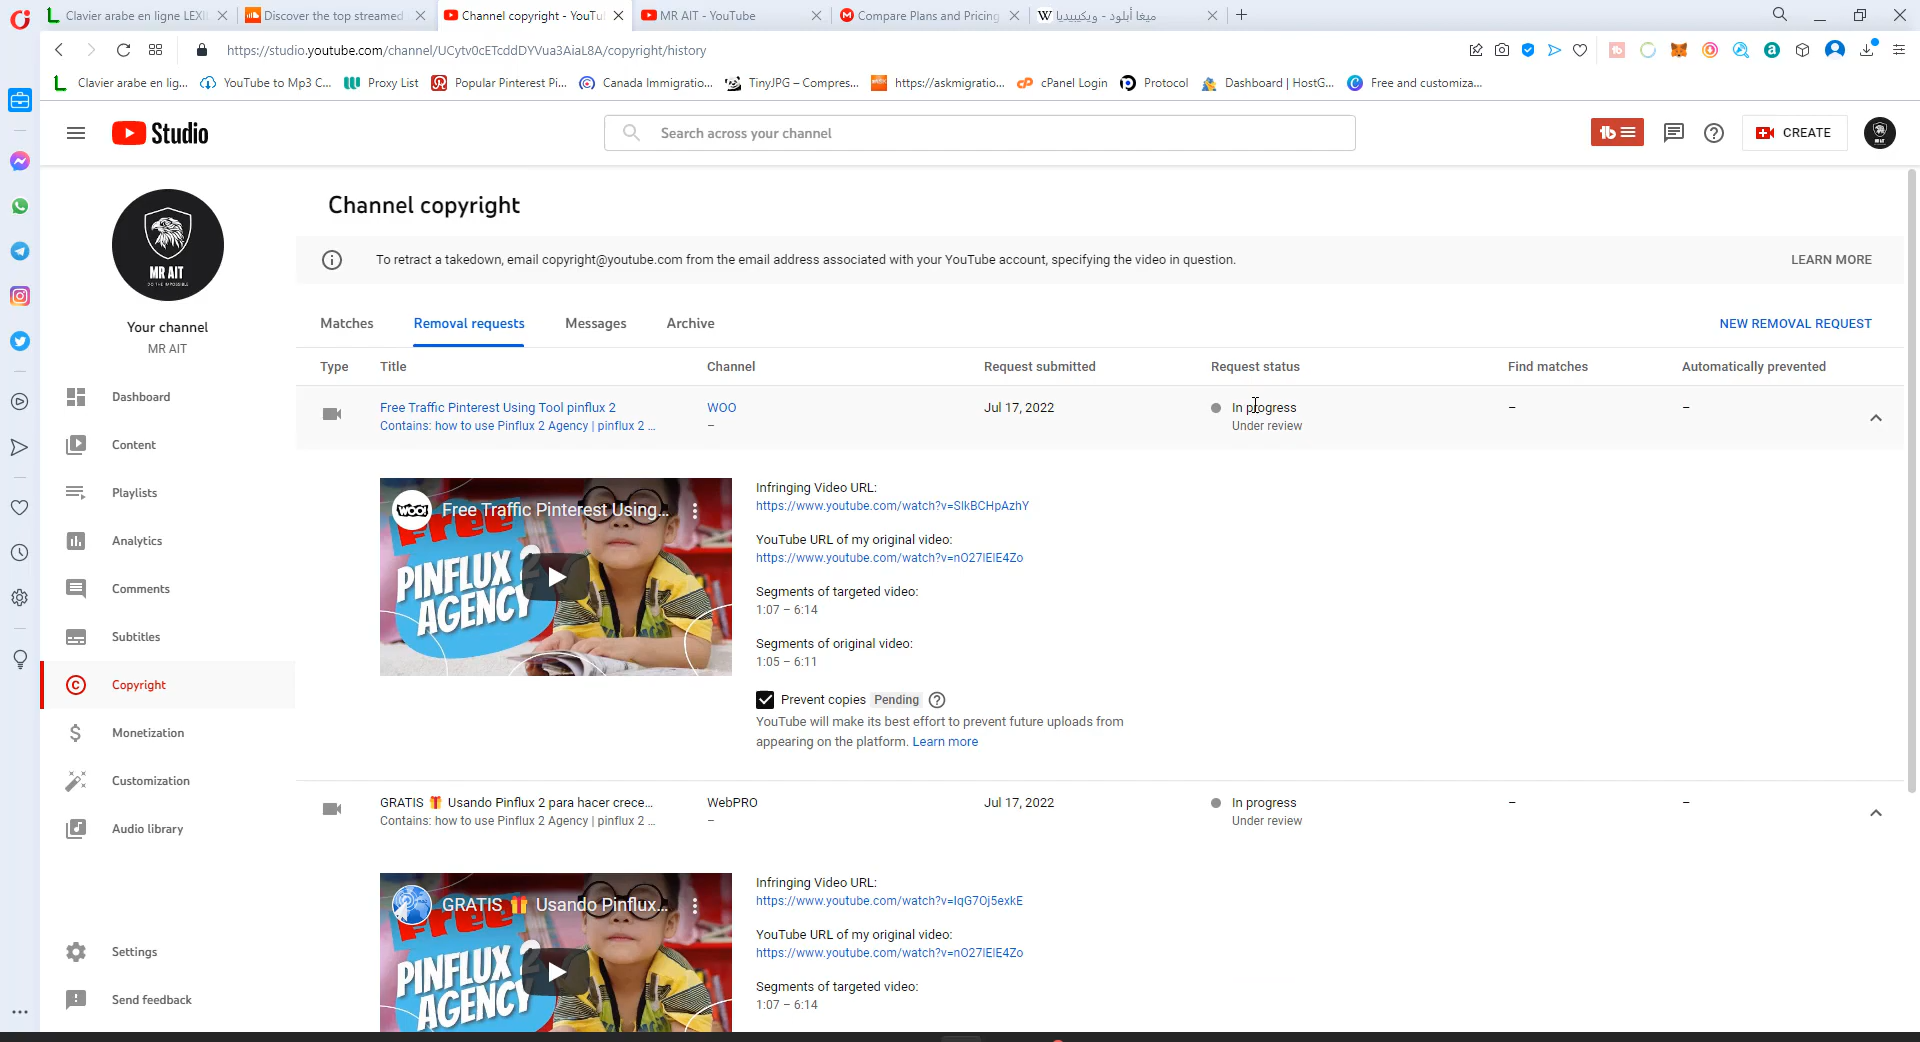 Clavier arabe en ligne LEXI
Discover the top streamed
Channel copyright - YouTu
MR AIT - YouTube
Compare Plans and Pricing
ميغا أبلود - ويكيبيديا
https://studio.youtube.com/channel/UCytv0cETcddDYVua3AiaL8A/copyright/history
Clavier arabe en lig...
YouTube to Mp3 C...
Proxy List
Popular Pinterest Pi...
Canada Immigratio...
TinyJPG – Compres...
https://askmigratio...
cPanel Login
Protocol
Dashboard | HostG...
Free and customiza...
Studio
Search across your channel
CREATE
MR AIT
Your channel
MR AIT
Dashboard
Content
Playlists
Analytics
Comments
Subtitles
Copyright
Monetization
Customization
Audio library
Settings
Send feedback
Channel copyright
To retract a takedown, email copyright@youtube.com from the email address associated with your YouTube account, specifying the video in question.
LEARN MORE
Matches
Removal requests
Messages
Archive
NEW REMOVAL REQUEST
Type
Title
Channel
Request submitted
Request status
Find matches
Automatically prevented
Free Traffic Pinterest Using Tool pinflux 2
Contains: how to use Pinflux 2 Agency | pinflux 2 ...
WOO
–
Jul 17, 2022
In progress
Under review
–
–
WOO!
Free Traffic Pinterest Using...
Free
PINFLUX 2
AGENCY
Infringing Video URL:
https://www.youtube.com/watch?v=SlkBCHpAzhY
YouTube URL of my original video:
https://www.youtube.com/watch?v=nO27lElE4Zo
Segments of targeted video:
1:07 – 6:14
Segments of original video:
1:05 – 6:11
Prevent copies Pending
YouTube will make its best effort to prevent future uploads from
appearing on the platform. Learn more
GRATIS 🎁 Usando Pinflux 2 para hacer crece...
Contains: how to use Pinflux 2 Agency | pinflux 2 ...
WebPRO
–
Jul 17, 2022
In progress
Under review
–
–
GRATIS 🎁 Usando Pinflux...
Free
PINFLUX 2
AGENCY
Infringing Video URL:
https://www.youtube.com/watch?v=lqG7Oj5exkE
YouTube URL of my original video:
https://www.youtube.com/watch?v=nO27lElE4Zo
Segments of targeted video:
1:07 – 6:14